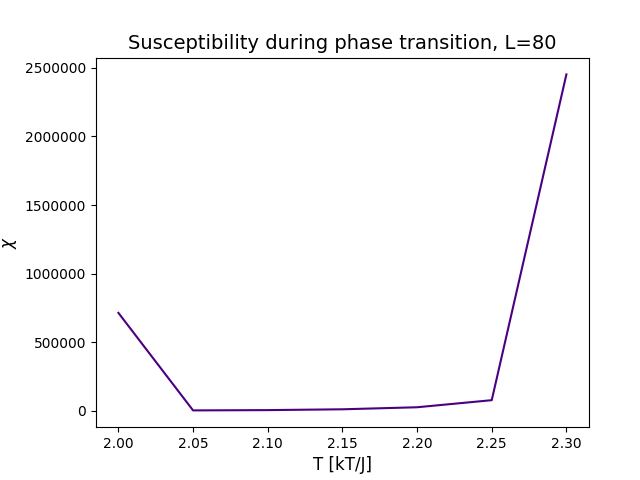 Susceptibility during phase transition, L=80
2500000
2000000
1500000
1000000
500000
0
χ
2.00 2.05 2.10 2.15 2.20 2.25 2.30
T [kT/J]